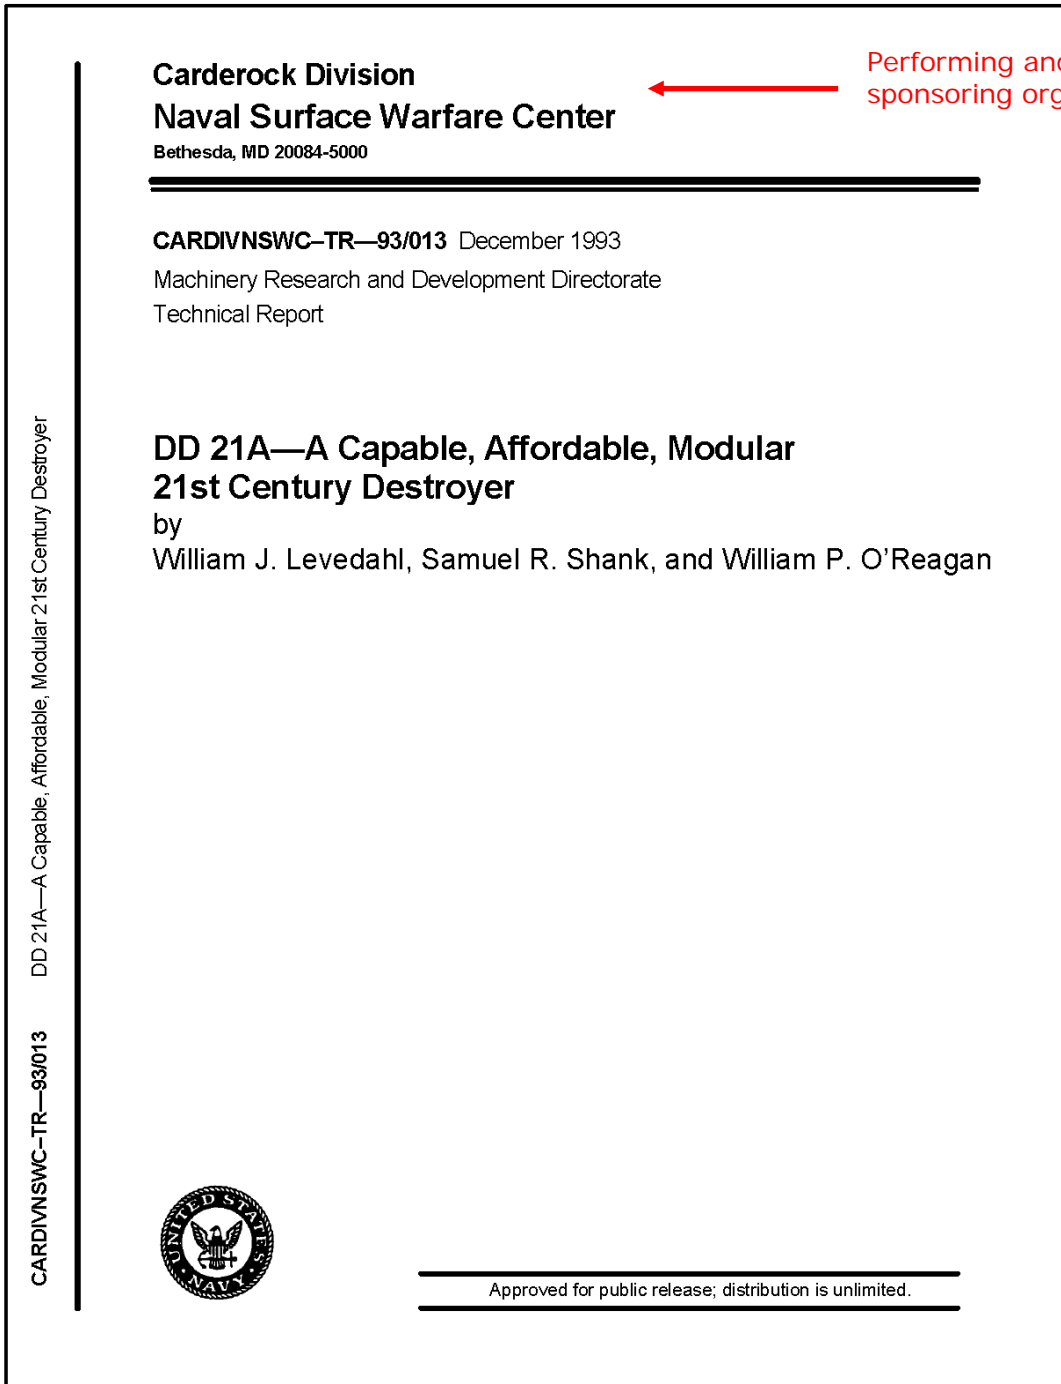 Carderock Division
Naval Surface Warfare Center
Bethesda, MD 20084-5000
Performing and
sponsoring org
CARDIVNSWC–TR—93/013 December 1993
Machinery Research and Development Directorate
Technical Report
DD 21A—A Capable, Affordable, Modular
21st Century Destroyer
by
William J. Levedahl, Samuel R. Shank, and William P. O'Reagan
CARDIVNSWC–TR—93/013 DD 21A—A Capable, Affordable, Modular 21st Century Destroyer
UNITED STATES
NAVY
Approved for public release; distribution is unlimited.